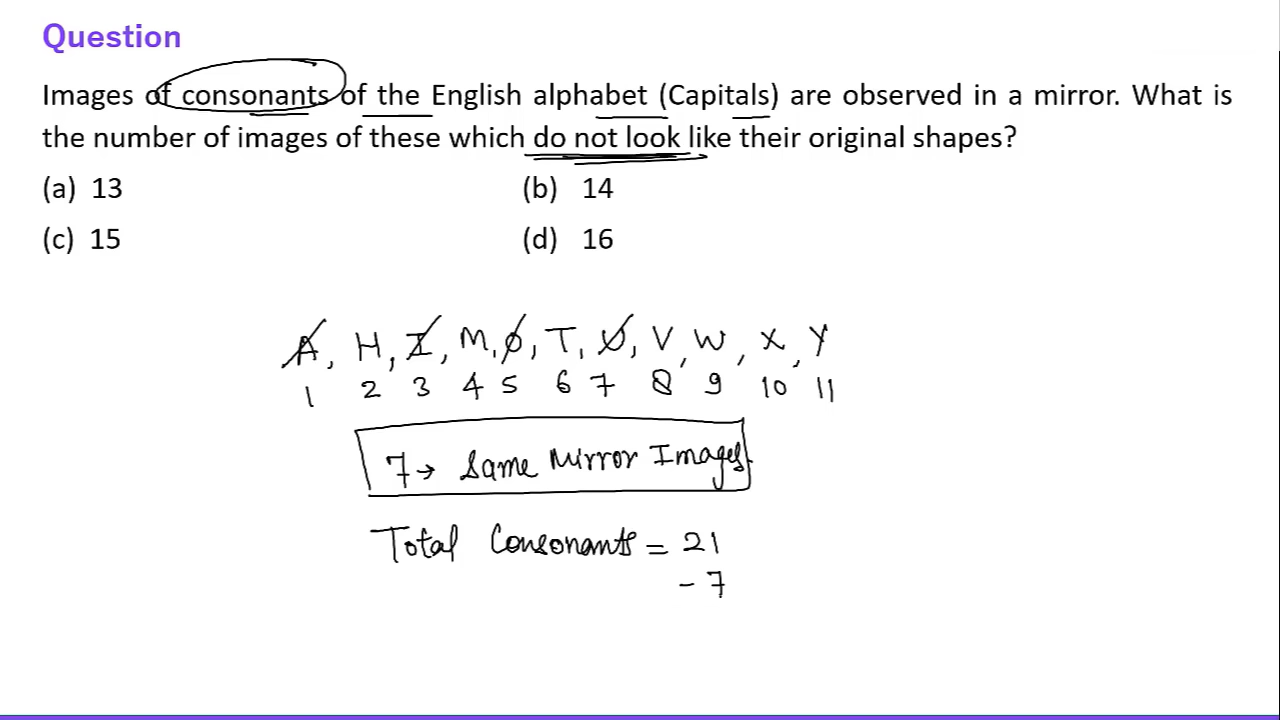 Question
Images of consonants of the English alphabet (Capitals) are observed in a mirror. What is
the number of images of these which do not look like their original shapes?
(a) 13 (b) 14
(c) 15 (d) 16
A, H, I, M, O, T, U, V, W, X, Y
1 2 3 4 5 6 7 8 9 10 11
7→ Same Mirror Images
Total Consonants = 21
- 7